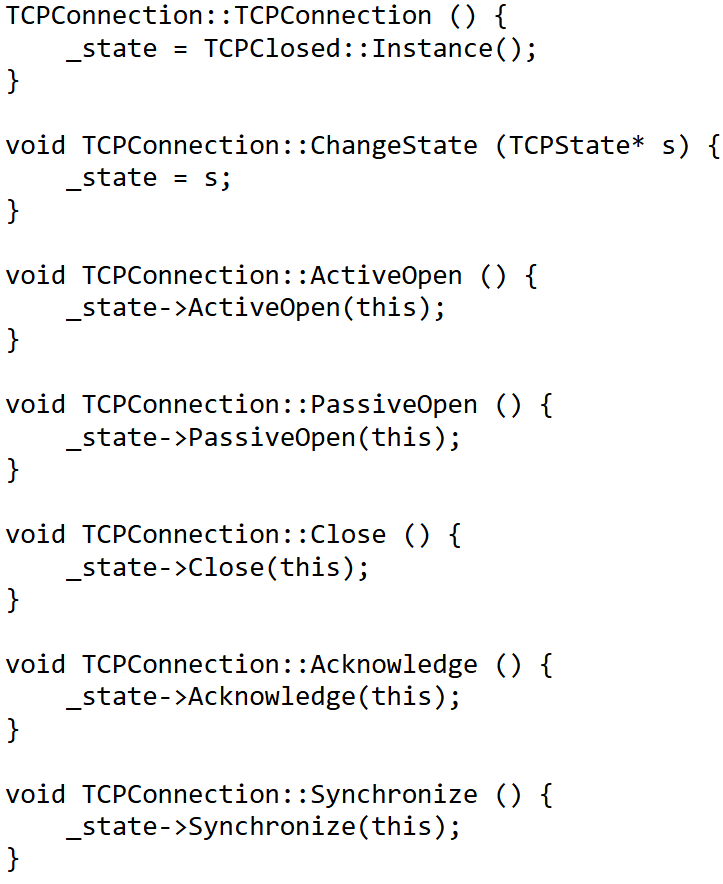 TCPConnection::TCPConnection () {
    _state = TCPClosed::Instance();
}

void TCPConnection::ChangeState (TCPState* s) {
    _state = s;
}

void TCPConnection::ActiveOpen () {
    _state->ActiveOpen(this);
}

void TCPConnection::PassiveOpen () {
    _state->PassiveOpen(this);
}

void TCPConnection::Close () {
    _state->Close(this);
}

void TCPConnection::Acknowledge () {
    _state->Acknowledge(this);
}

void TCPConnection::Synchronize () {
    _state->Synchronize(this);
}